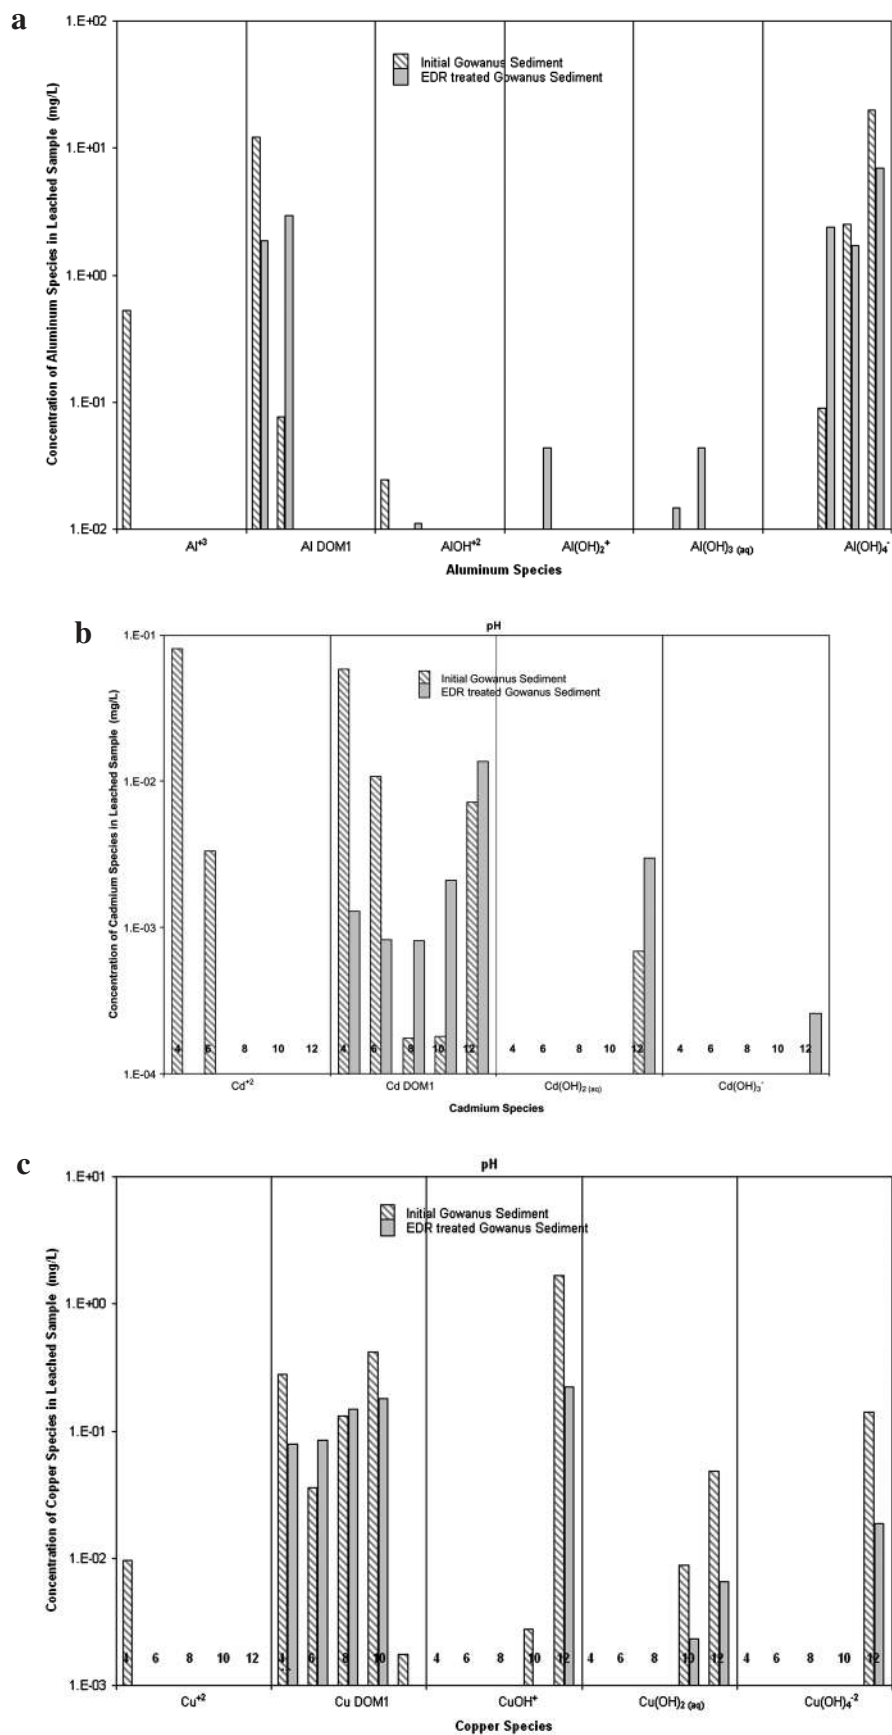 a
1.E+02
1.E+01
1.E+00
1.E-01
1.E-02
Concentration of Aluminum Species in Leached Sample (mg/L)
Initial Gowanus Sediment
EDR treated Gowanus Sediment
Al+3
Al DOM1
AlOH+2
Al(OH)2+
Al(OH)3 (aq)
Al(OH)4-
Aluminum Species
b
pH
1.E-01
1.E-02
1.E-03
1.E-04
Concentration of Cadmium Species in Leached Sample (mg/L)
Initial Gowanus Sediment
EDR treated Gowanus Sediment
4 6 8 10 12 4 6 8 10 12 4 6 8 10 12 4 6 8 10 12
Cd+2
Cd DOM1
Cd(OH)2 (aq)
Cd(OH)3-
Cadmium Species
c
pH
1.E+01
1.E+00
1.E-01
1.E-02
1.E-03
Concentration of Copper Species in Leached Sample (mg/L)
Initial Gowanus Sediment
EDR treated Gowanus Sediment
4 6 8 10 12 4 6 8 10 4 6 8 10 12 4 6 8 10 12 4 6 8 10 12
Cu+2
Cu DOM1
CuOH+
Cu(OH)2 (aq)
Cu(OH)4-2
Copper Species